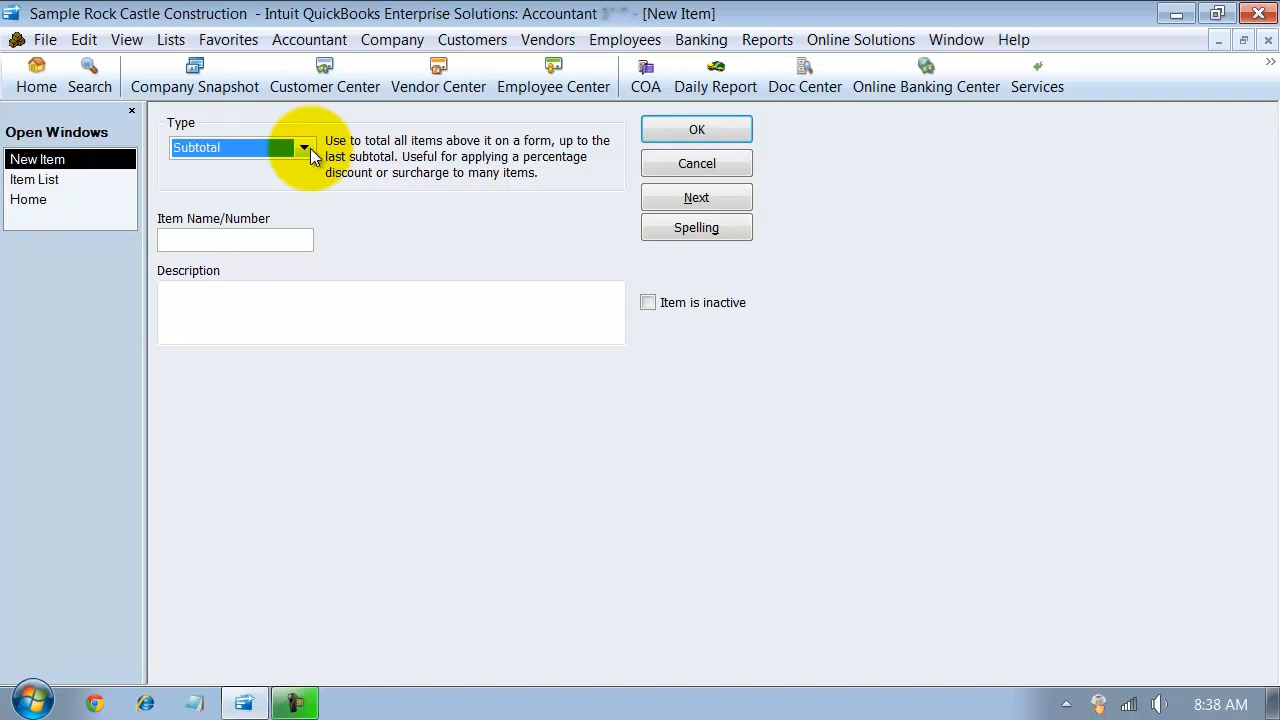 Sample Rock Castle Construction - Intuit QuickBooks Enterprise Solutions: Accountant - [New Item]
File Edit View Lists Favorites Accountant Company Customers Vendors Employees Banking Reports Online Solutions Window Help
Home Search Company Snapshot Customer Center Vendor Center Employee Center COA Daily Report Doc Center Online Banking Center Services
Open Windows
New Item
Item List
Home
Type
Subtotal
Use to total all items above it on a form, up to the
last subtotal. Useful for applying a percentage
discount or surcharge to many items.
Item Name/Number
Description
OK
Cancel
Next
Spelling
Item is inactive
8:38 AM